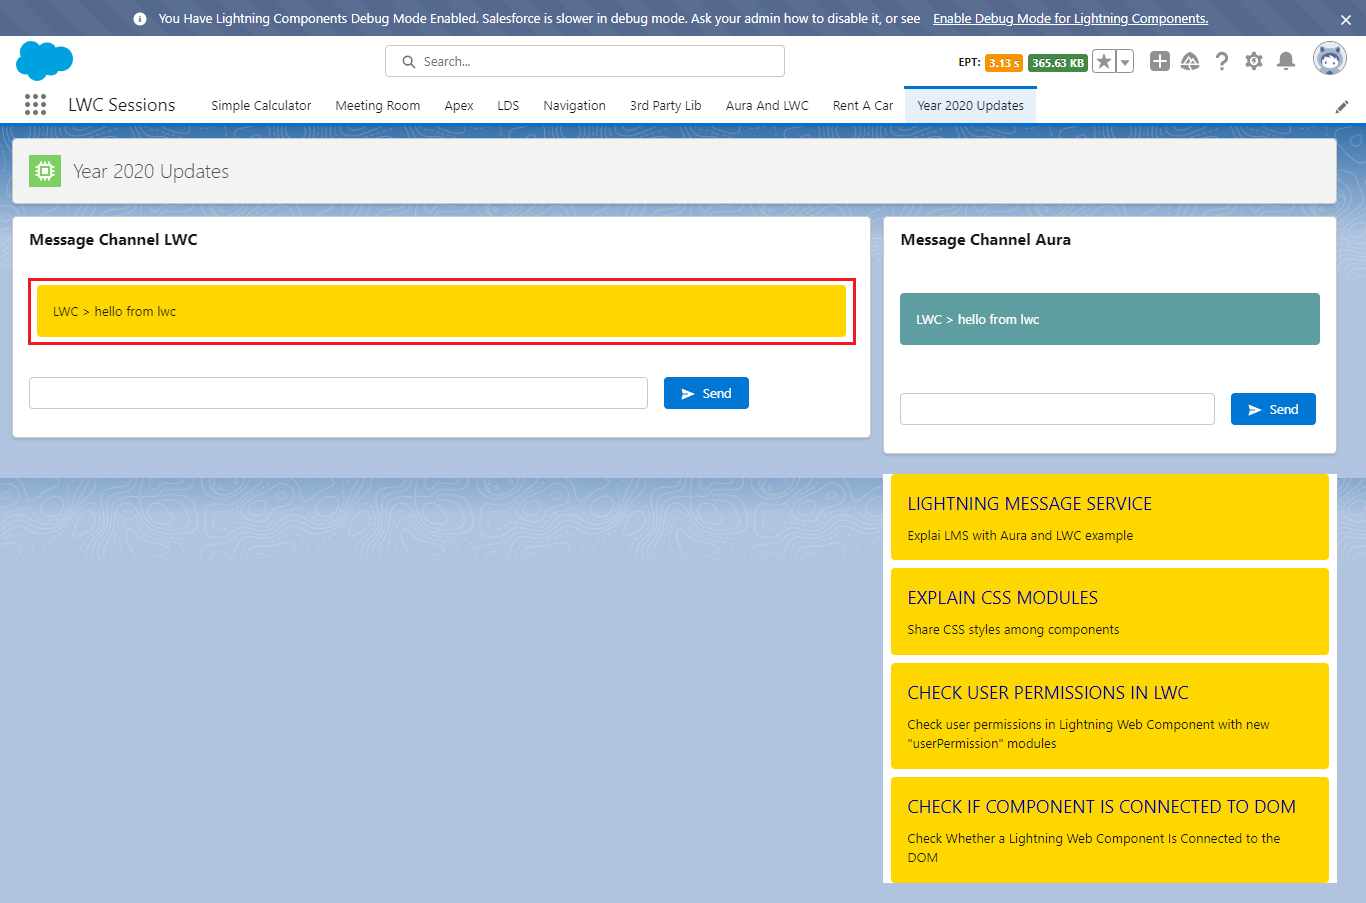 You Have Lightning Components Debug Mode Enabled. Salesforce is slower in debug mode. Ask your admin how to disable it, or see Enable Debug Mode for Lightning Components.
Search...
EPT: 3.13 s 365.63 KB
LWC Sessions
Simple Calculator Meeting Room Apex LDS Navigation 3rd Party Lib Aura And LWC Rent A Car Year 2020 Updates
Year 2020 Updates
Message Channel LWC
LWC > hello from lwc
Send
Message Channel Aura
LWC > hello from lwc
Send
LIGHTNING MESSAGE SERVICE
Explai LMS with Aura and LWC example
EXPLAIN CSS MODULES
Share CSS styles among components
CHECK USER PERMISSIONS IN LWC
Check user permissions in Lightning Web Component with new
"userPermission" modules
CHECK IF COMPONENT IS CONNECTED TO DOM
Check Whether a Lightning Web Component Is Connected to the
DOM